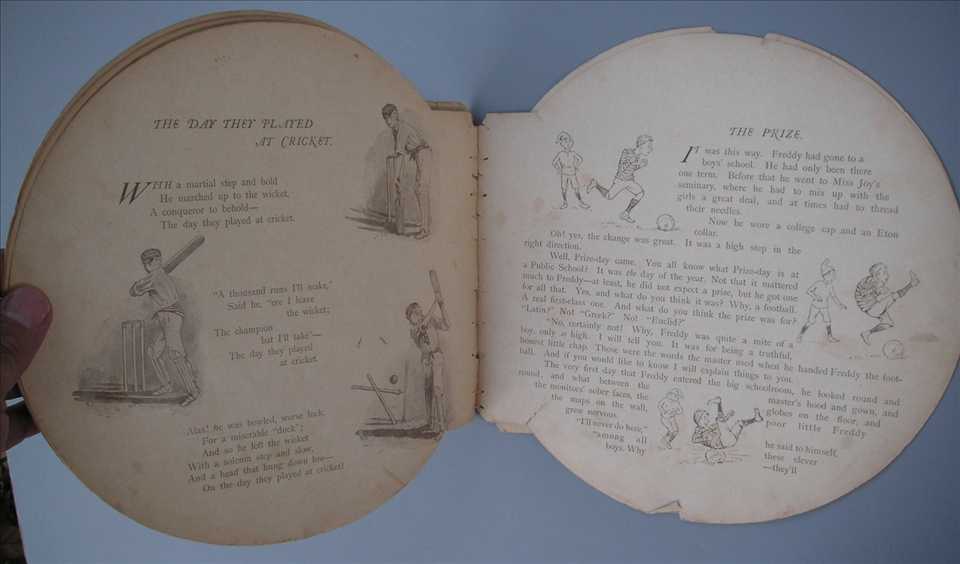 THE DAY THEY PLAYED
AT CRICKET.
WITH a martial step and bold
He marched up to the wicket,
A conqueror to behold—
The day they played at cricket.
"A thousand runs I'll make,"
Said he, "ere I leave
the wicket;
The champion
but I'll take"—
The day they played
at cricket.
Alas! he was bowled, worse luck,
For a miserable "duck";
And so he left the wicket
With a solemn step and slow,
And a head that hung down low—
On the day they played at cricket!
THE PRIZE.
IT was this way. Freddy had gone to a
boys' school. He had only been there
one term. Before that he went to Miss Joy's
seminary, where he had to mix up with the
girls a great deal, and at times had to thread
their needles.
Now he wore a college cap and an Eton
collar.
Oh! yes, the change was great. It was a high step in the
right direction.
Well, Prize-day came. You all know what Prize-day is at
a Public School? It was the day of the year. Not that it mattered
much to Freddy—at least, he did not expect a prize, but he got one
for all that. Yes, and what do you think it was? Why, a football.
A real first-class one. And what do you think the prize was for?
"Latin?" No! "Greek?" No! "Euclid?"
"No, certainly not! Why, Freddy was quite a mite of a
boy, only so high. I will tell you. It was for being a truthful,
honest little chap. Those were the words the master used when he handed Freddy the foot-
ball. And if you would like to know I will explain things to you.
The very first day that Freddy entered the big schoolroom, he looked round and
round, and what between the master's hood and gown, and
the monitors' sober faces, the globes on the floor, and
the maps on the wall, poor little Freddy
grew nervous.
"I'll never do here," he said to himself,
"among all these clever
boys. Why —they'll